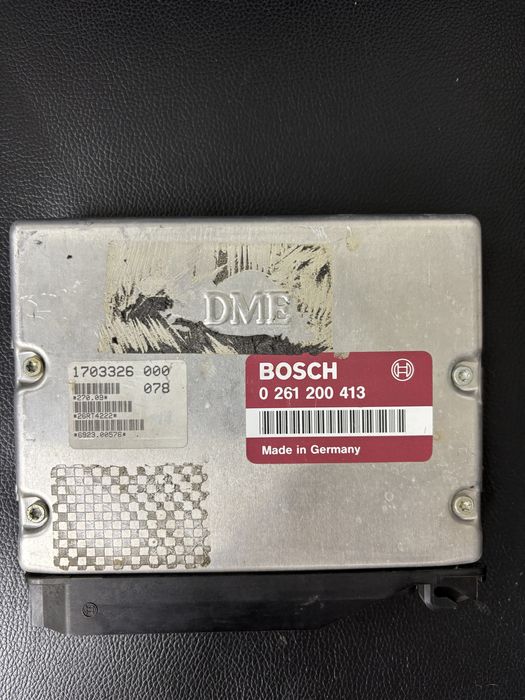 DME
1703326 000
078
*270.09*
*26RT4222*
*6923.00576*
BOSCH
0 261 200 413
Made in Germany